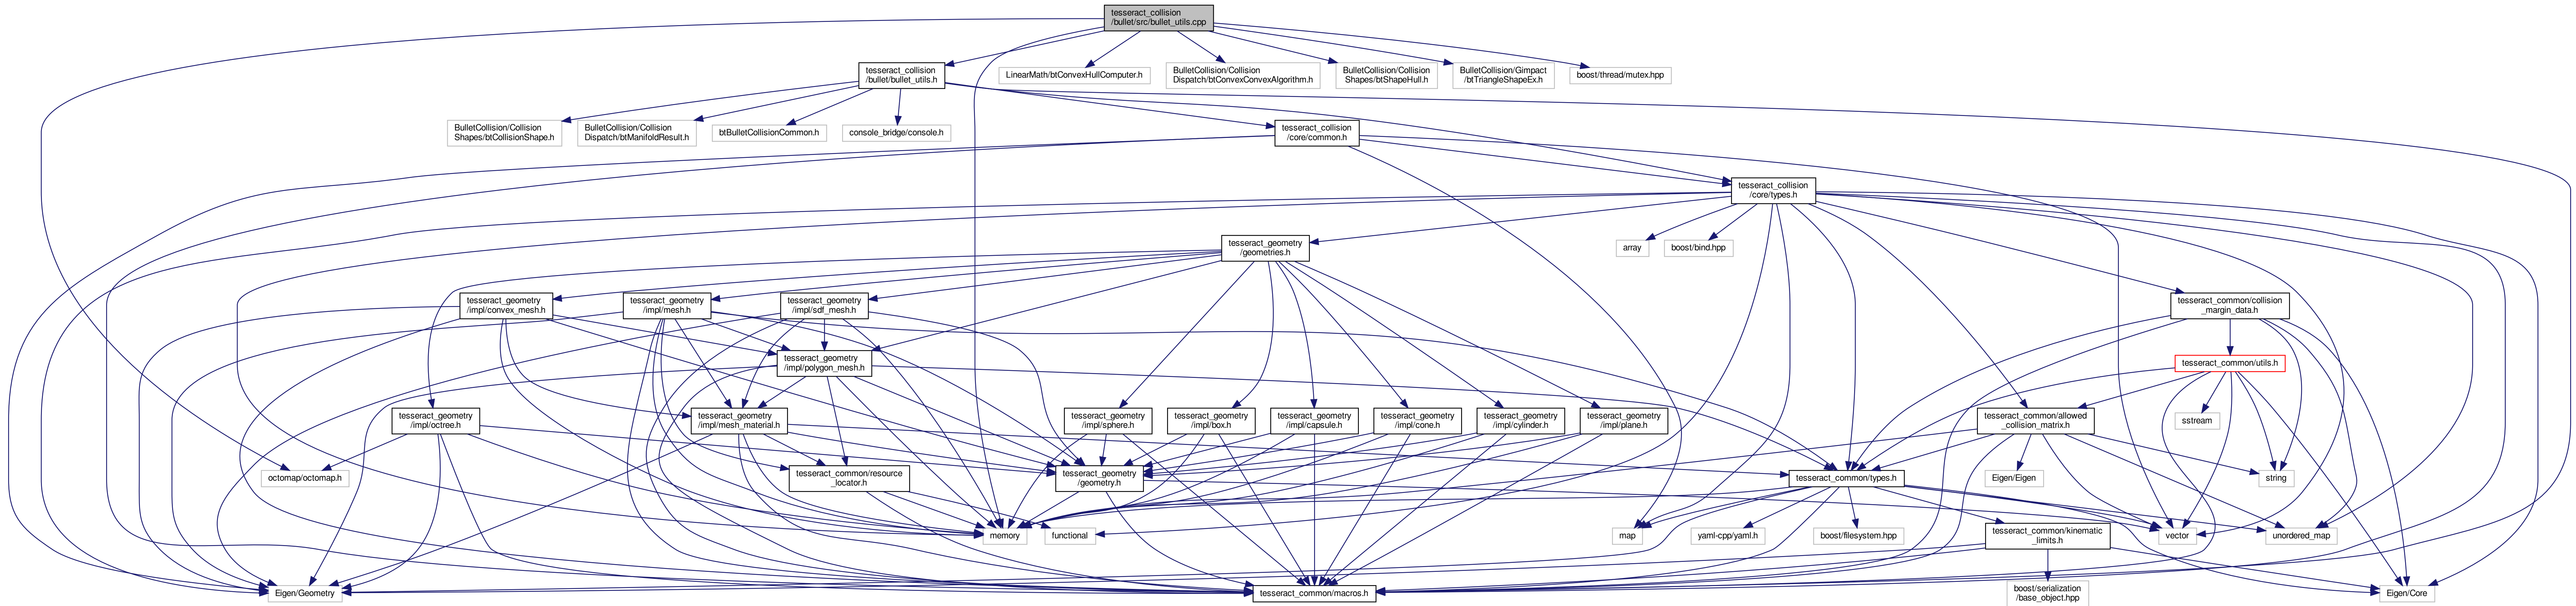 tesseract_collision
/bullet/src/bullet_utils.cpp
tesseract_collision
/bullet/bullet_utils.h
LinearMath/btConvexHullComputer.h
BulletCollision/Collision
Dispatch/btConvexConvexAlgorithm.h
BulletCollision/Collision
Shapes/btShapeHull.h
BulletCollision/Gimpact
/btTriangleShapeEx.h
boost/thread/mutex.hpp
BulletCollision/Collision
Shapes/btCollisionShape.h
BulletCollision/Collision
Dispatch/btManifoldResult.h
btBulletCollisionCommon.h
console_bridge/console.h
tesseract_collision
/core/common.h
tesseract_collision
/core/types.h
tesseract_geometry
/geometries.h
array
boost/bind.hpp
tesseract_geometry
/impl/convex_mesh.h
tesseract_geometry
/impl/mesh.h
tesseract_geometry
/impl/sdf_mesh.h
tesseract_common/collision
_margin_data.h
tesseract_geometry
/impl/polygon_mesh.h
tesseract_common/utils.h
tesseract_geometry
/impl/octree.h
tesseract_geometry
/impl/mesh_material.h
tesseract_geometry
/impl/sphere.h
tesseract_geometry
/impl/box.h
tesseract_geometry
/impl/capsule.h
tesseract_geometry
/impl/cone.h
tesseract_geometry
/impl/cylinder.h
tesseract_geometry
/impl/plane.h
tesseract_common/allowed
_collision_matrix.h
sstream
octomap/octomap.h
tesseract_common/resource
_locator.h
tesseract_geometry
/geometry.h
tesseract_common/types.h
Eigen/Eigen
string
memory
functional
map
yaml-cpp/yaml.h
boost/filesystem.hpp
tesseract_common/kinematic
_limits.h
vector
unordered_map
Eigen/Geometry
tesseract_common/macros.h
boost/serialization
/base_object.hpp
Eigen/Core